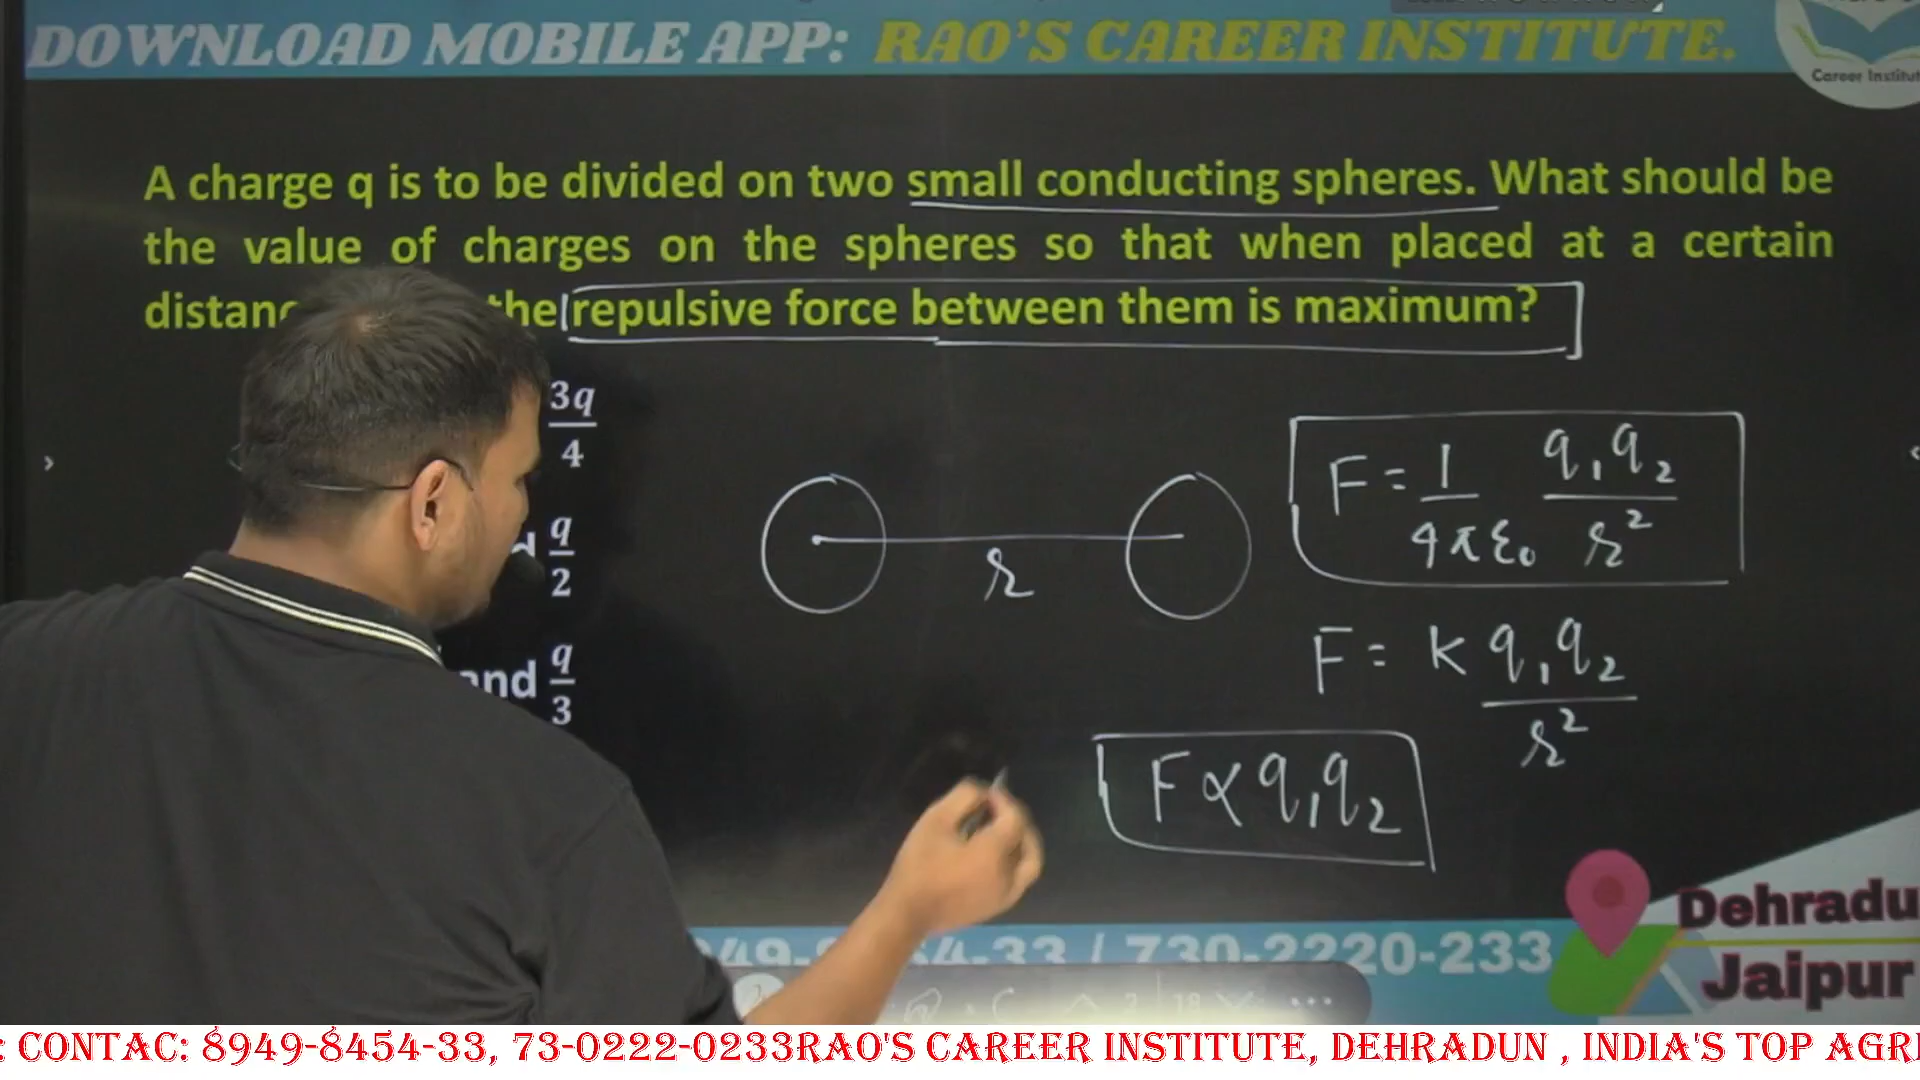 DOWNLOAD MOBILE APP: RAO'S CAREER INSTITUTE.
Career Institut
A charge q is to be divided on two small conducting spheres. What should be
the value of charges on the spheres so that when placed at a certain
distanc the repulsive force between them is maximum?
3q/4
q/2
and q/3
r
F = 1/4πε₀ q₁q₂/r²
F = K q₁q₂/r²
F ∝ q₁q₂
33 / 730-2220-233
Dehradu
Jaipur
: CONTAC: 8949-8454-33, 73-0222-0233RAO'S CAREER INSTITUTE, DEHRADUN , INDIA'S TOP AGRI